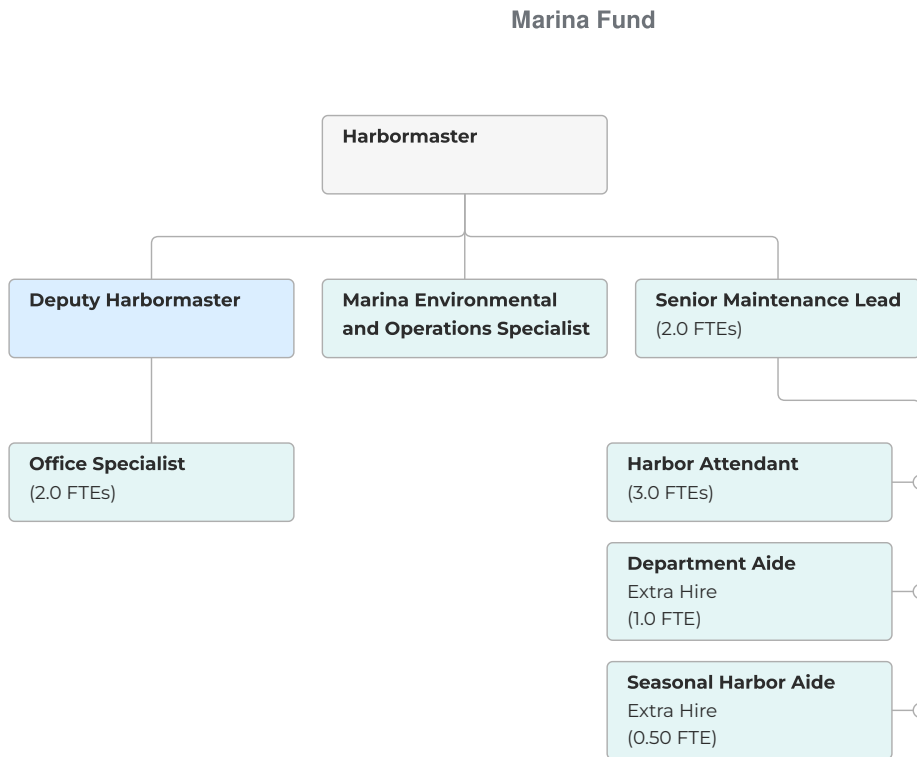 Marina Fund
Harbormaster
Deputy Harbormaster
Marina Environmental
and Operations Specialist
Senior Maintenance Lead
(2.0 FTEs)
Office Specialist
(2.0 FTEs)
Harbor Attendant
(3.0 FTEs)
Department Aide
Extra Hire
(1.0 FTE)
Seasonal Harbor Aide
Extra Hire
(0.50 FTE)